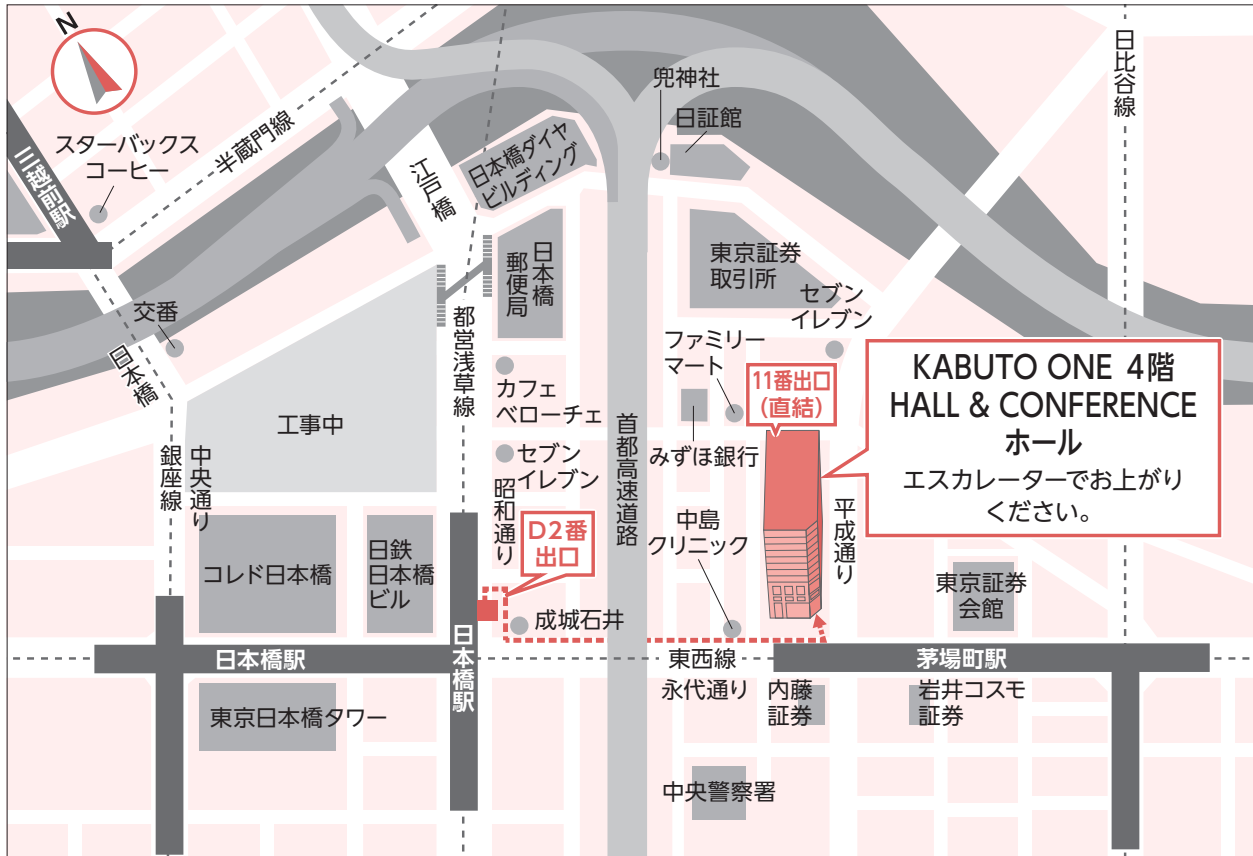 N
スターバックス
コーヒー
三越前駅
半蔵門線
江戸橋
日本橋ダイヤ
ビルディング
兜神社
日証館
日比谷線
日本橋
郵便局
東京証券
取引所
セブン
イレブン
交番
日本橋
都営浅草線
カフェ
ベローチェ
ファミリー
マート
11番出口
(直結)
KABUTO ONE 4階
HALL & CONFERENCE
ホール
エスカレーターでお上がり
ください。
工事中
銀座線
中央通り
セブン
イレブン
昭和通り
首都高速道路
みずほ銀行
平成通り
D2番
出口
中島
クリニック
コレド日本橋
日鉄
日本橋
ビル
成城石井
東京証券
会館
日本橋駅
日本橋駅
東西線
茅場町駅
東京日本橋タワー
永代通り
内藤
証券
岩井コスモ
証券
中央警察署